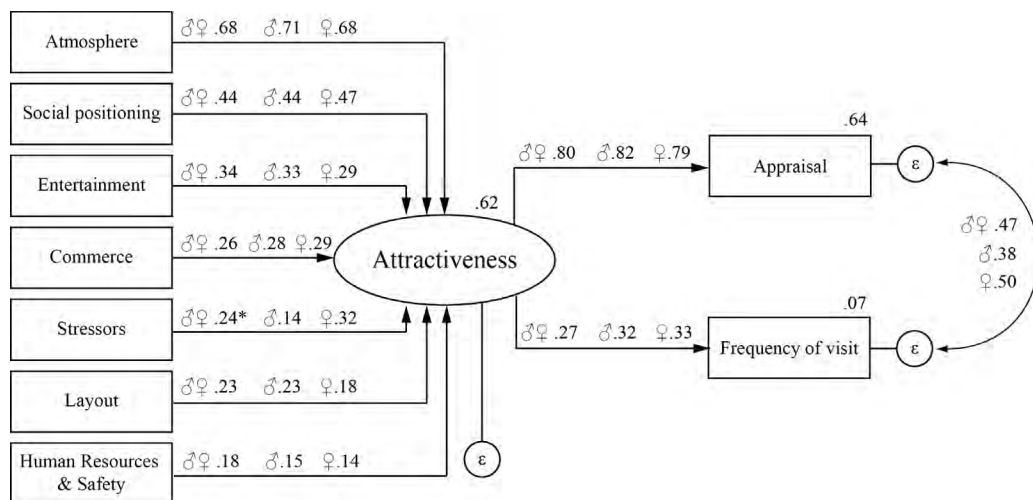 Atmosphere
♂♀.68 ♂.71 ♀.68
Social positioning
♂♀.44 ♂.44 ♀.47
Entertainment
♂♀.34 ♂.33 ♀.29
Commerce
♂♀.26 ♂.28 ♀.29
Stressors
♂♀.24* ♂.14 ♀.32
Layout
♂♀.23 ♂.23 ♀.18
Human Resources
& Safety
♂♀.18 ♂.15 ♀.14
.62
Attractiveness
ε
♂♀.80 ♂.82 ♀.79
.64
Appraisal
ε
♂♀.27 ♂.32 ♀.33
.07
Frequency of visit
ε
♂♀.47
♂.38
♀.50